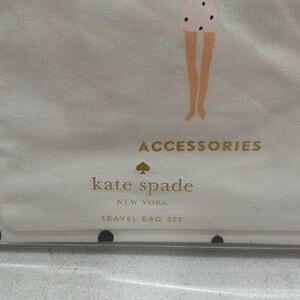 ACCESSORIES
kate spade
NEW YORK
TRAVEL BAG SET